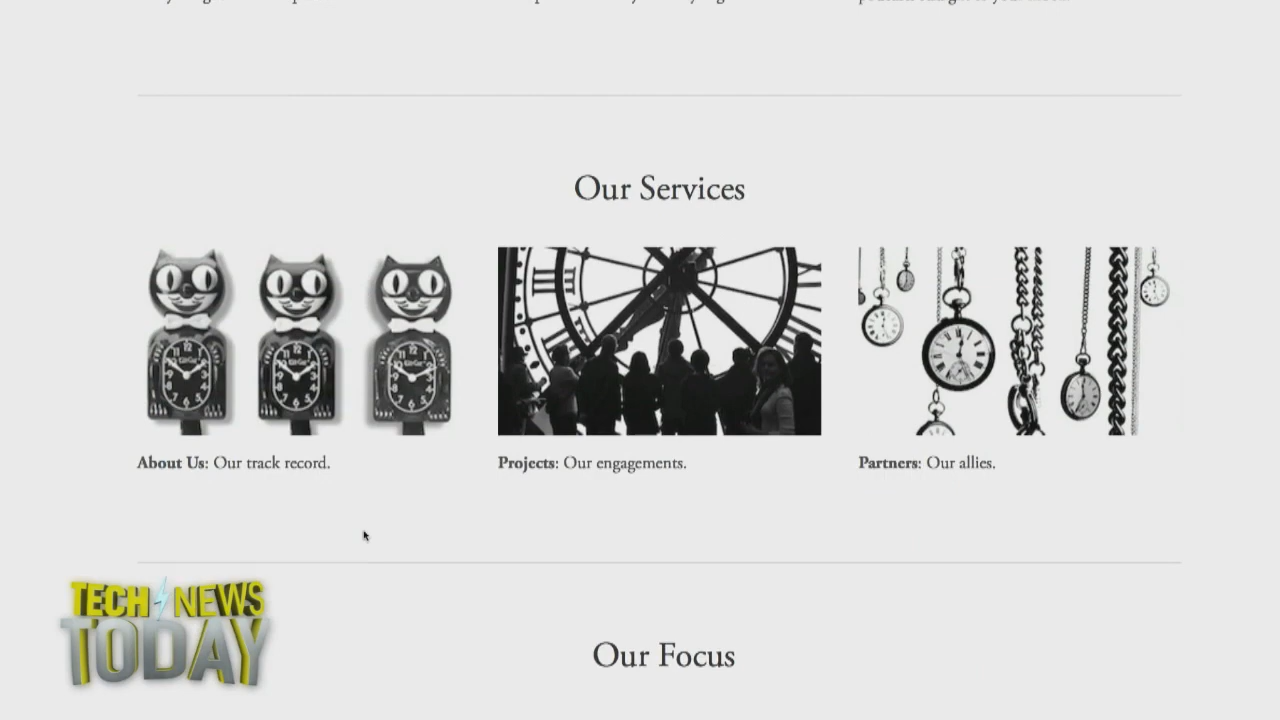 Our Services
About Us: Our track record.
Projects: Our engagements.
Partners: Our allies.
TECH NEWS
TODAY
Our Focus